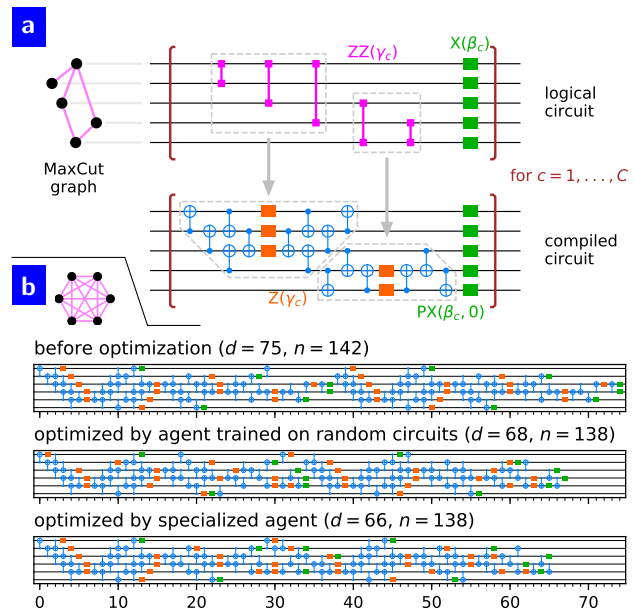 a
ZZ(γc)
X(βc)
MaxCut
graph
logical
circuit
for c = 1, . . . , C
compiled
circuit
Z(γc)
PX(βc, 0)
b
before optimization (d = 75, n = 142)
optimized by agent trained on random circuits (d = 68, n = 138)
optimized by specialized agent (d = 66, n = 138)
0 10 20 30 40 50 60 70